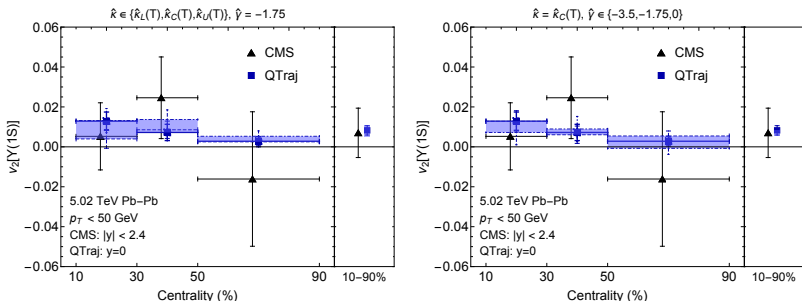 κ̂ ∈ {κ̂_L(T),κ̂_C(T),κ̂_U(T)}, γ̂ = −1.75
0.06
0.04
0.02
0.00
−0.02
−0.04
−0.06
v₂[Υ(1S)]
CMS
QTraj
5.02 TeV Pb−Pb
p_T < 50 GeV
CMS: |y| < 2.4
QTraj: y=0
10 30 50 90
10−90%
Centrality (%)
κ̂ = κ̂_C(T), γ̂ ∈ {−3.5,−1.75,0}
0.06
0.04
0.02
0.00
−0.02
−0.04
−0.06
v₂[Υ(1S)]
CMS
QTraj
5.02 TeV Pb−Pb
p_T < 50 GeV
CMS: |y| < 2.4
QTraj: y=0
10 30 50 90
10−90%
Centrality (%)